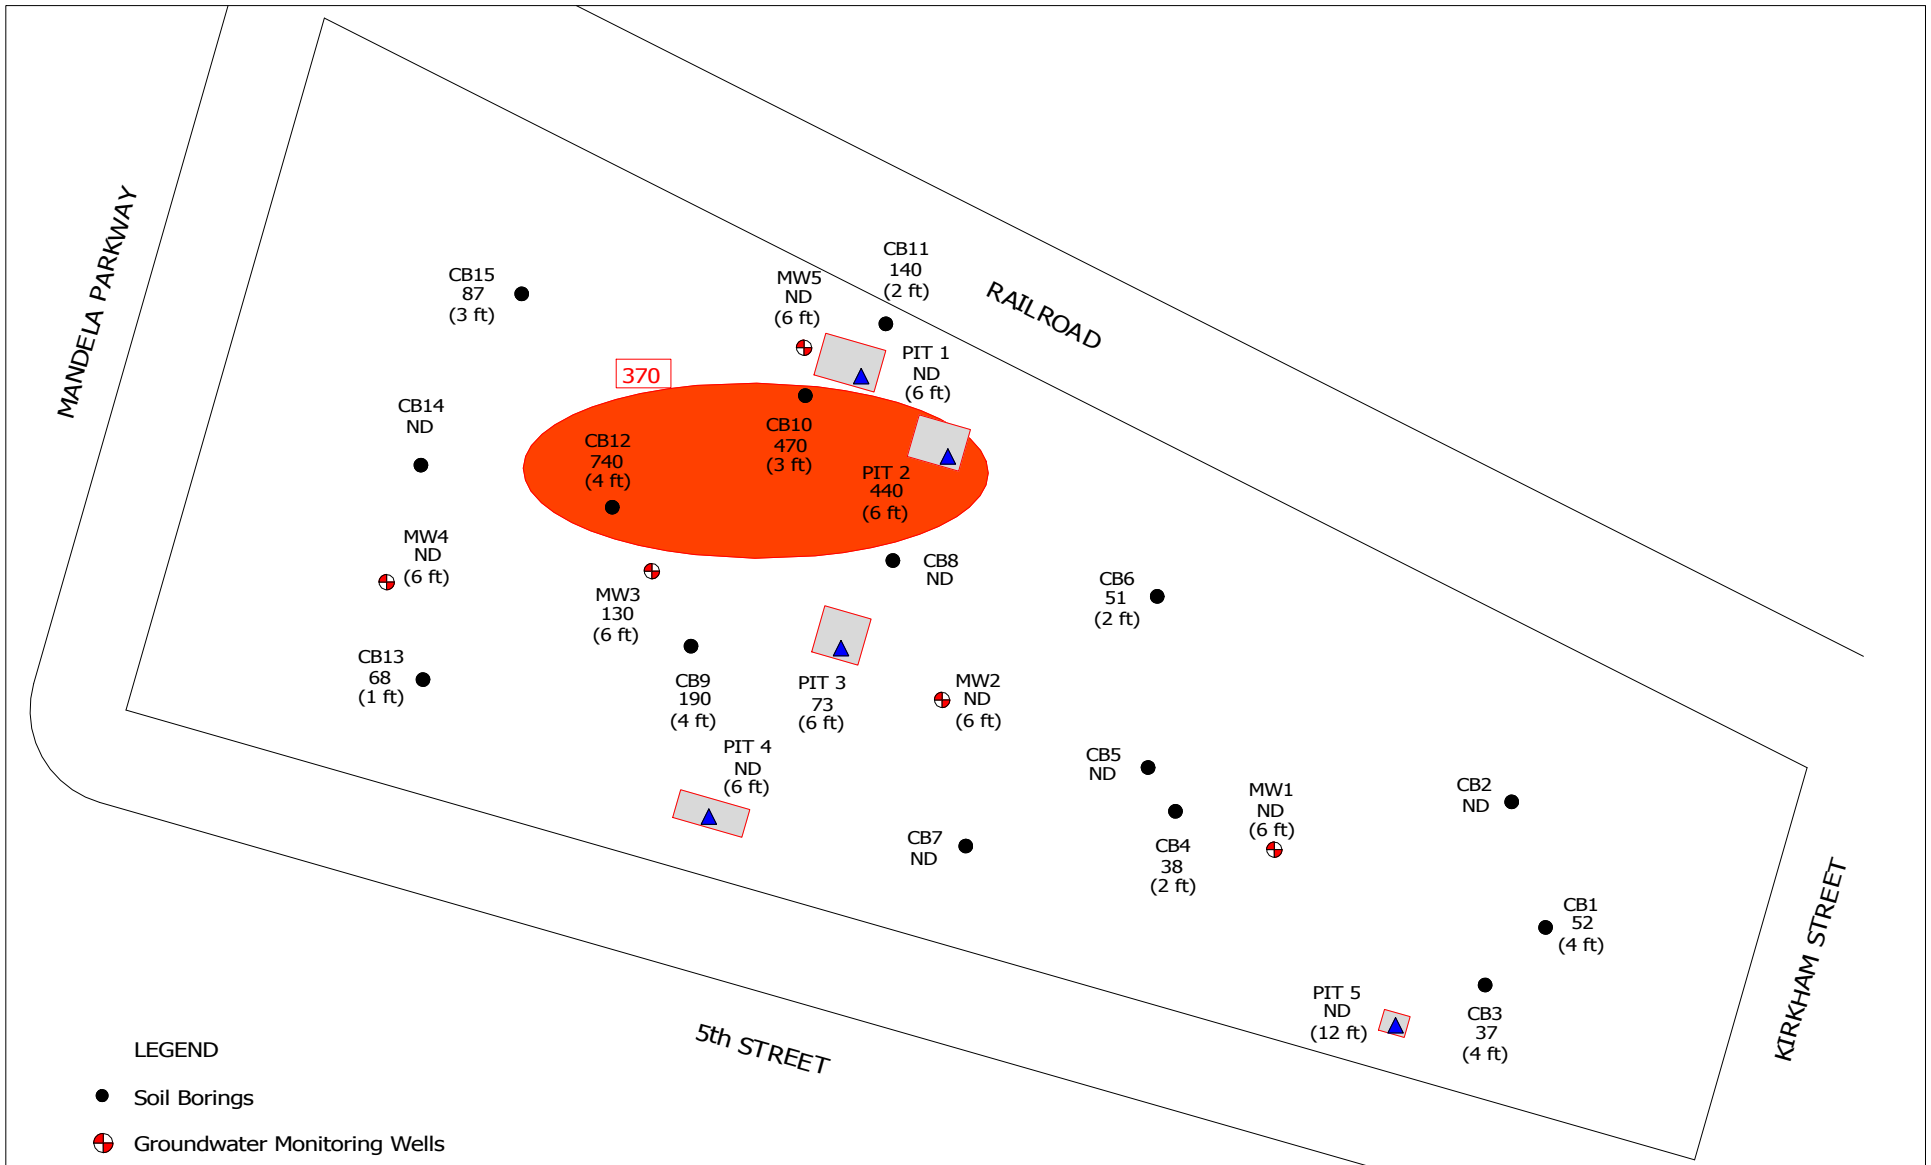 MANDELA PARKWAY
CB11
140
(2 ft)
CB15
87
(3 ft)
MW5
ND
(6 ft)
RAILROAD
PIT 1
ND
(6 ft)
370
CB14
ND
CB12
740
(4 ft)
CB10
470
(3 ft)
PIT 2
440
(6 ft)
MW4
ND
(6 ft)
CB8
ND
MW3
130
(6 ft)
CB6
51
(2 ft)
CB13
68
(1 ft)
CB9
190
(4 ft)
PIT 3
73
(6 ft)
MW2
ND
(6 ft)
PIT 4
ND
(6 ft)
CB5
ND
MW1
ND
(6 ft)
CB2
ND
CB7
ND
CB4
38
(2 ft)
CB1
52
(4 ft)
KIRKHAM STREET
PIT 5
ND
(12 ft)
CB3
37
(4 ft)
5th STREET
LEGEND
Soil Borings
Groundwater Monitoring Wells